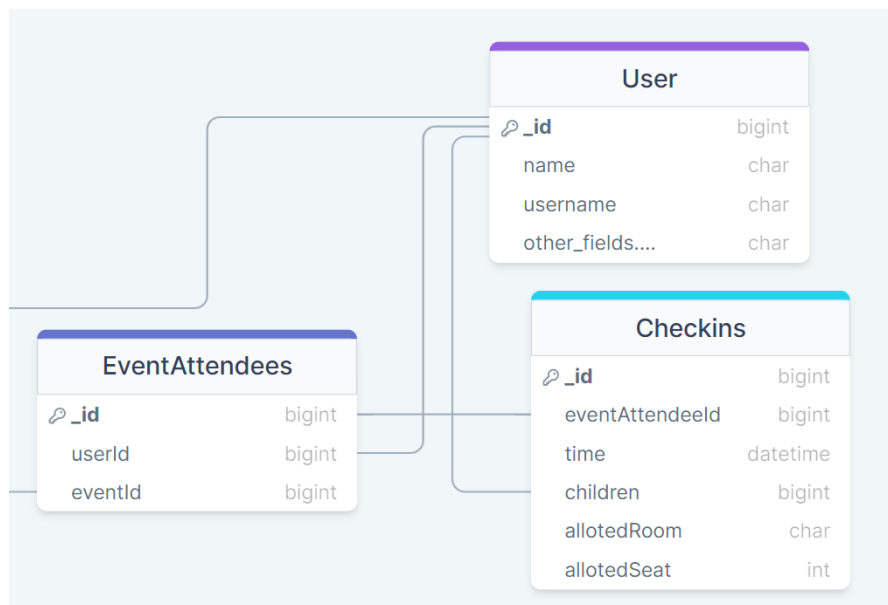 User
_id bigint
name char
username char
other_fields.... char
EventAttendees
_id bigint
userId bigint
eventId bigint
Checkins
_id bigint
eventAttendeeId bigint
time datetime
children bigint
allotedRoom char
allotedSeat int